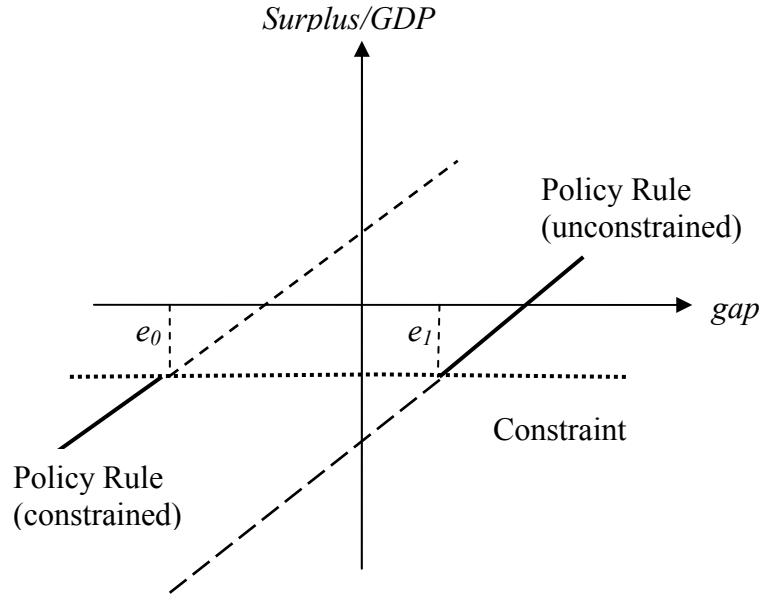 Surplus/GDP
Policy Rule
(unconstrained)
gap
e0
e1
Constraint
Policy Rule
(constrained)